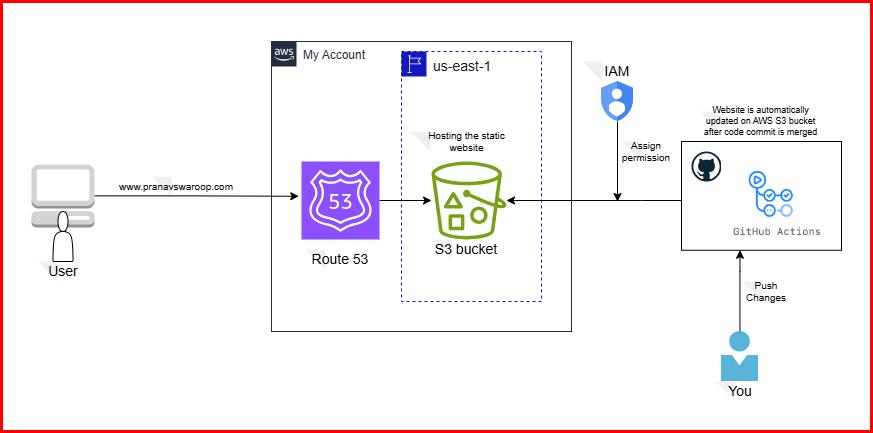 aws
My Account
us-east-1
IAM
Website is automatically
updated on AWS S3 bucket
after code commit is merged
Hosting the static
website
Assign
permission
www.pranavswaroop.com
53
GitHub Actions
S3 bucket
Route 53
User
Push
Changes
You